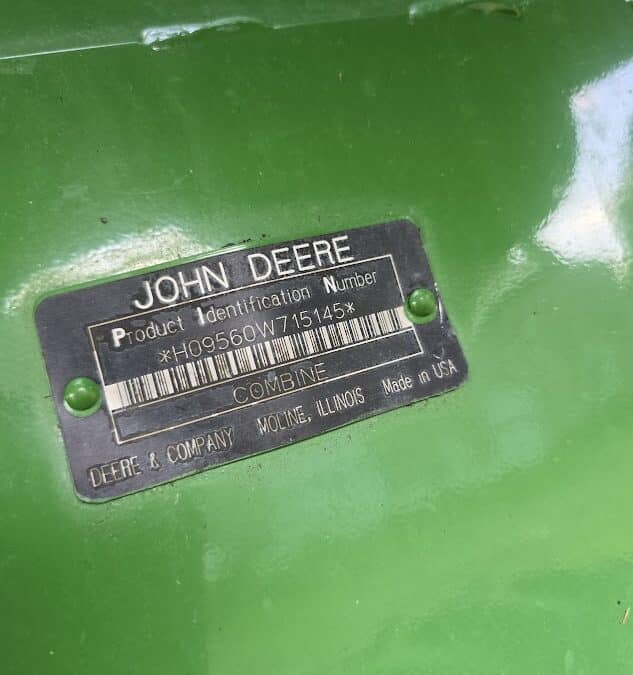 JOHN DEERE
Product Identification Number
*H09560W715145*
COMBINE
DEERE & COMPANY MOLINE, ILLINOIS Made in USA